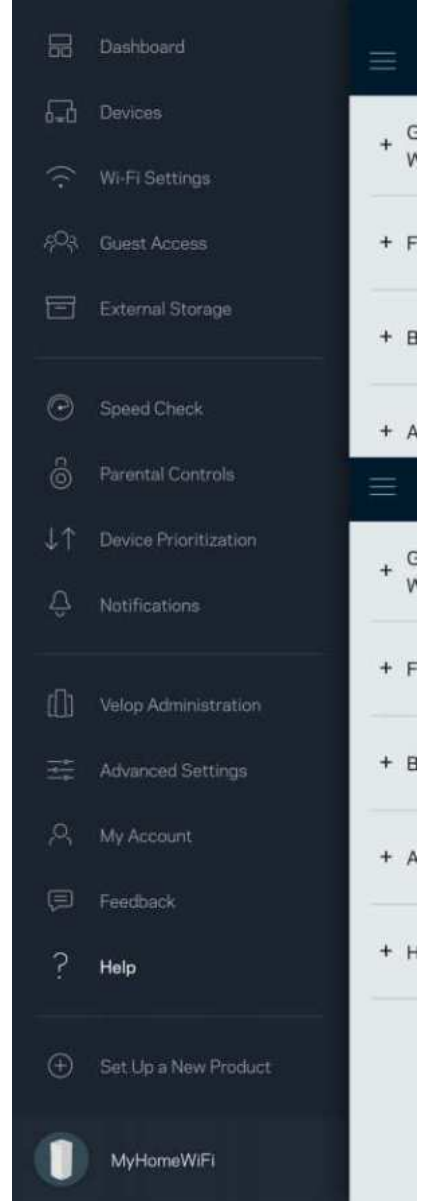 Dashboard
Devices
Wi-Fi Settings
Guest Access
External Storage
Speed Check
Parental Controls
Device Prioritization
Notifications
Velop Administration
Advanced Settings
My Account
Feedback
? Help
Set Up a New Product
MyHomeWiFi
+ G
W
+ F
+ B
+ A
+ G
W
+ F
+ B
+ A
+ H